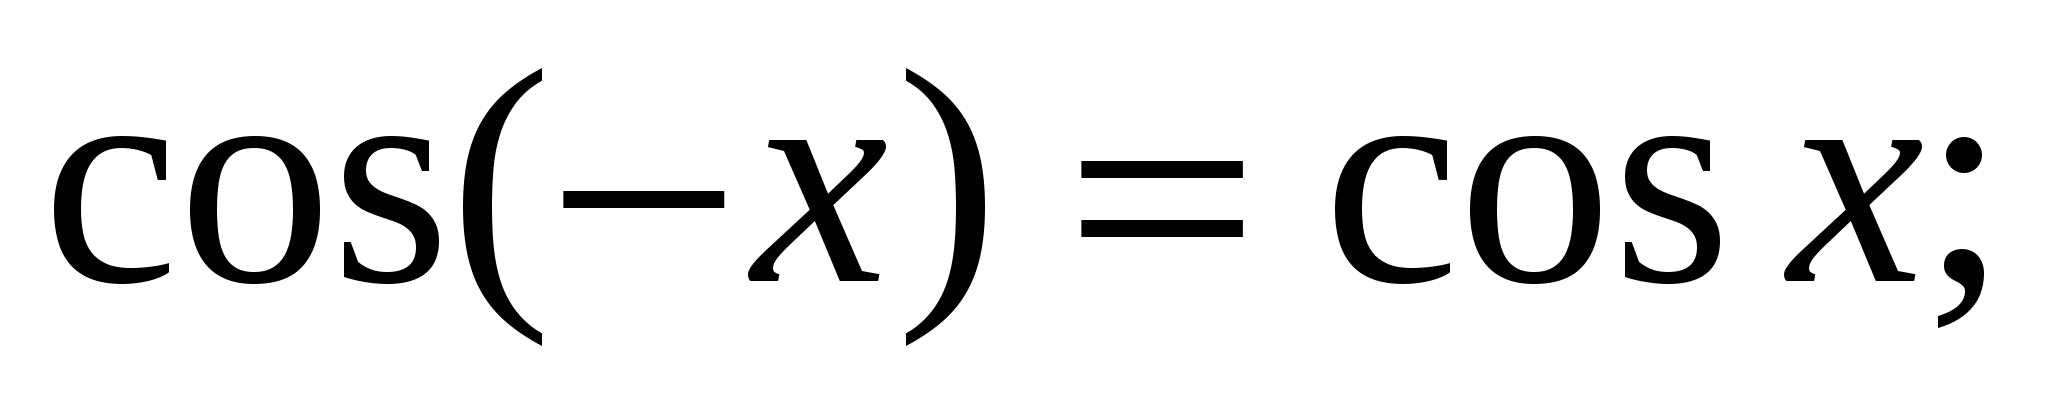 cos(−x) = cos x;